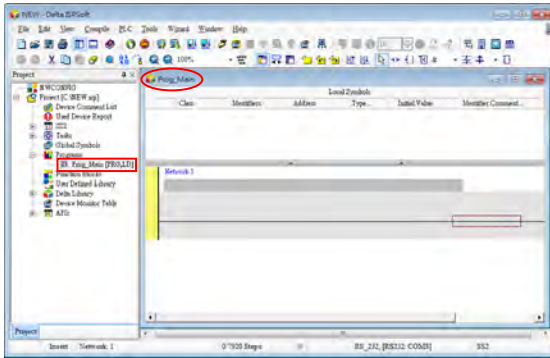 NEW - Delta ISPSoft
File Edit View Compile PLC Tools Wizard Window Help
100%
Project
NWCONFIG
Project [C:\NEW.isp]
Device Comment List
Used Device Report
Tasks
Global Symbols
Programs
Prog_Main [PRG,LD]
Function Blocks
User Defined Library
Delta Library
Device Monitor Table
APIs
Project
Prog_Main
Local Symbols
Class Identifiers Address Type... Initial Value Identifier Comment...
Network 1
Insert Network: 1 0/7920 Steps RS_232, [RS232: COM3] SS2